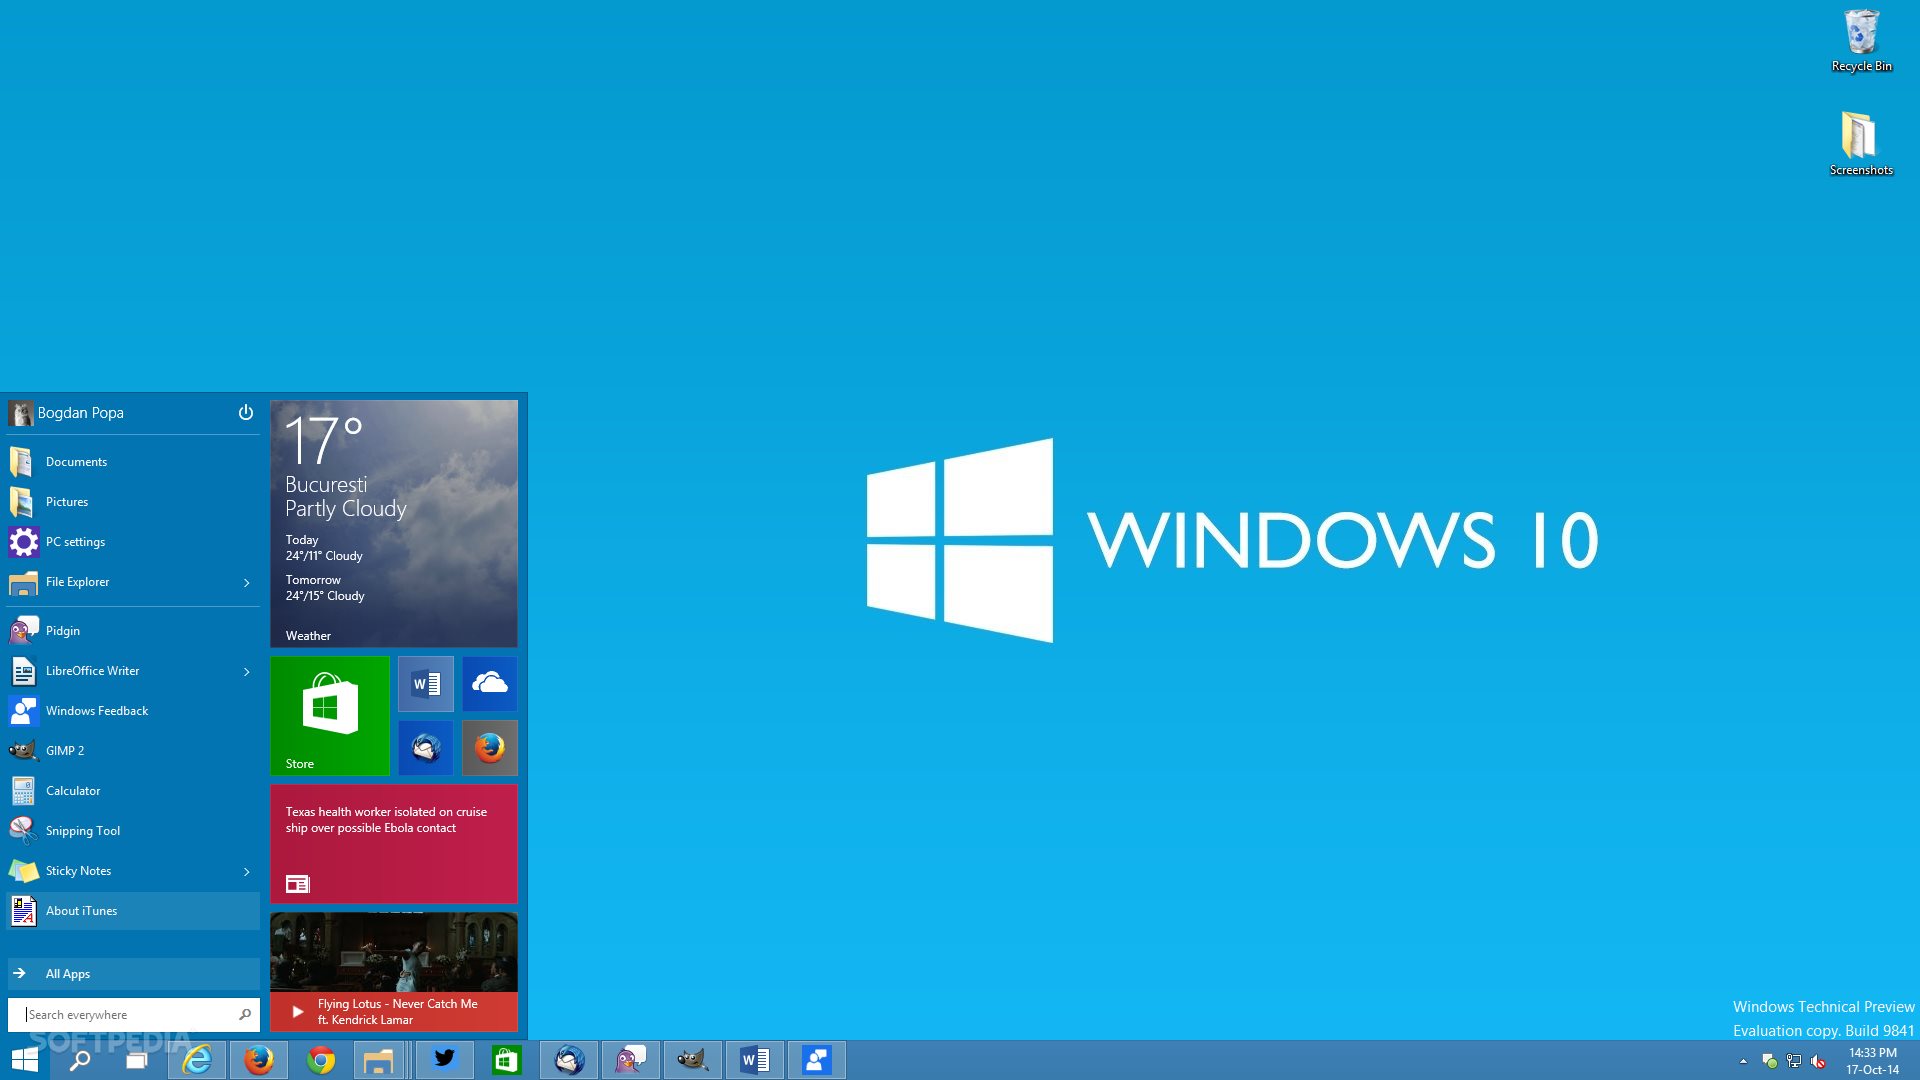 Recycle Bin
Screenshots
WINDOWS 10
Bogdan Popa
Documents
Pictures
PC settings
File Explorer
Pidgin
LibreOffice Writer
Windows Feedback
GIMP 2
Calculator
Snipping Tool
Sticky Notes
About iTunes
All Apps
Search everywhere
17°
Bucuresti
Partly Cloudy
Today
24°/11° Cloudy
Tomorrow
24°/15° Cloudy
Weather
W
Store
Texas health worker isolated on cruise
ship over possible Ebola contact
Flying Lotus - Never Catch Me
ft. Kendrick Lamar
SOFTPEDIA
W
Windows Technical Preview
Evaluation copy. Build 9841
14:33 PM
17-Oct-14